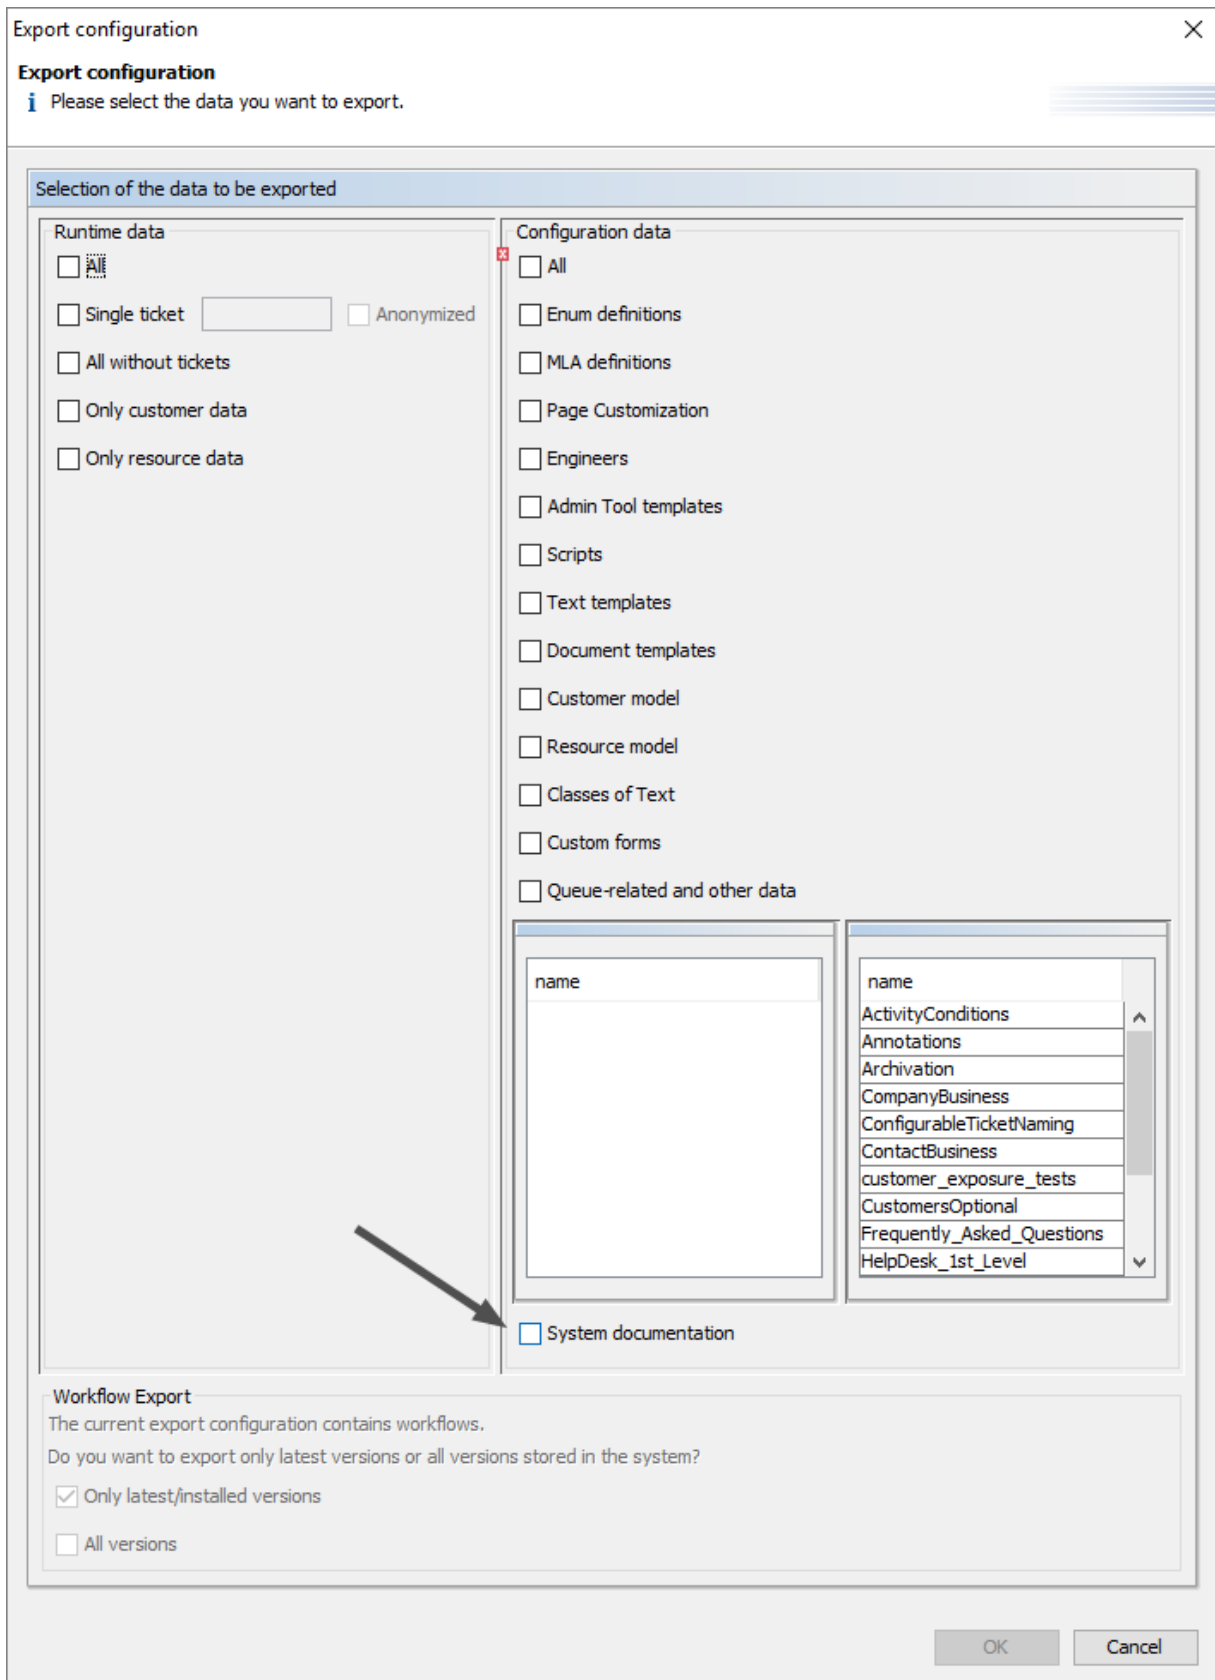 Export configuration
Export configuration
Please select the data you want to export.
Selection of the data to be exported
Runtime data
All
Single ticket
Anonymized
All without tickets
Only customer data
Only resource data
Configuration data
All
Enum definitions
MLA definitions
Page Customization
Engineers
Admin Tool templates
Scripts
Text templates
Document templates
Customer model
Resource model
Classes of Text
Custom forms
Queue-related and other data
name
name
ActivityConditions
Annotations
Archivation
CompanyBusiness
ConfigurableTicketNaming
ContactBusiness
customer_exposure_tests
CustomersOptional
Frequently_Asked_Questions
HelpDesk_1st_Level
System documentation
Workflow Export
The current export configuration contains workflows.
Do you want to export only latest versions or all versions stored in the system?
Only latest/installed versions
All versions
OK
Cancel